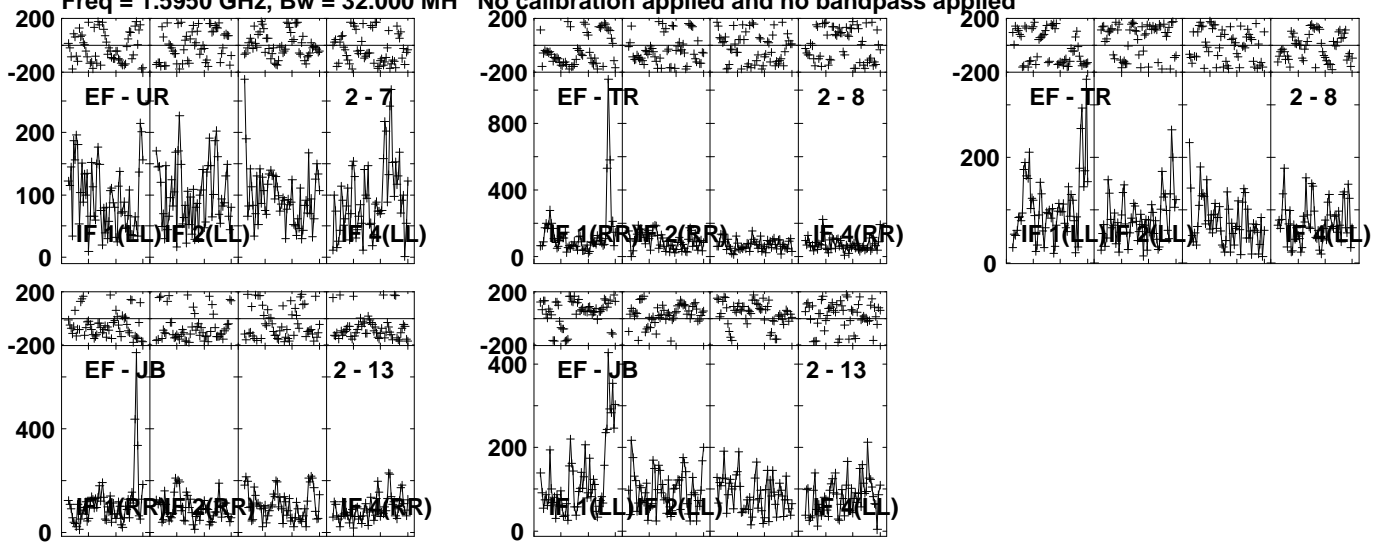 Freq = 1.5950 GHz, Bw = 32.000 MH No calibration applied and no bandpass applied
200
-200
EF - UR 2 - 7
200
100
0
IF 1(LL) IF 2(LL) IF 4(LL)
200
-200
EF - TR 2 - 8
800
400
0
IF 1(RR) IF 2(RR) IF 4(RR)
200
-200
EF - TR 2 - 8
200
0
IF 1(LL) IF 2(LL) IF 4(LL)
200
-200
EF - JB 2 - 13
400
0
IF 1(RR) IF 2(RR) IF 4(RR)
200
-200
EF - JB 2 - 13
400
200
0
IF 1(LL) IF 2(LL) IF 4(LL)